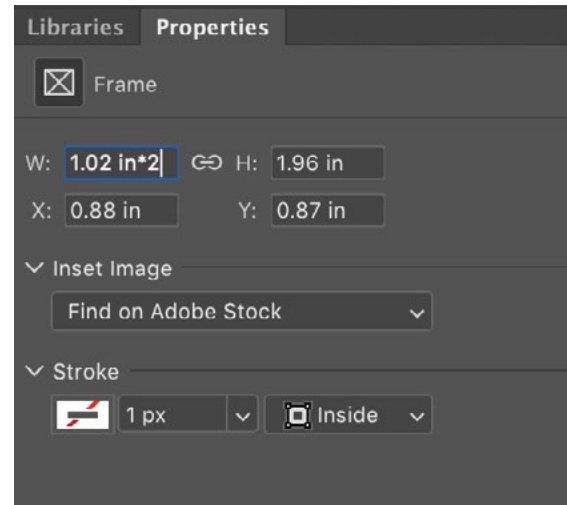 Libraries Properties
Frame
W: 1.02 in*2 H: 1.96 in
X: 0.88 in Y: 0.87 in
Inset Image
Find on Adobe Stock
Stroke
1 px Inside